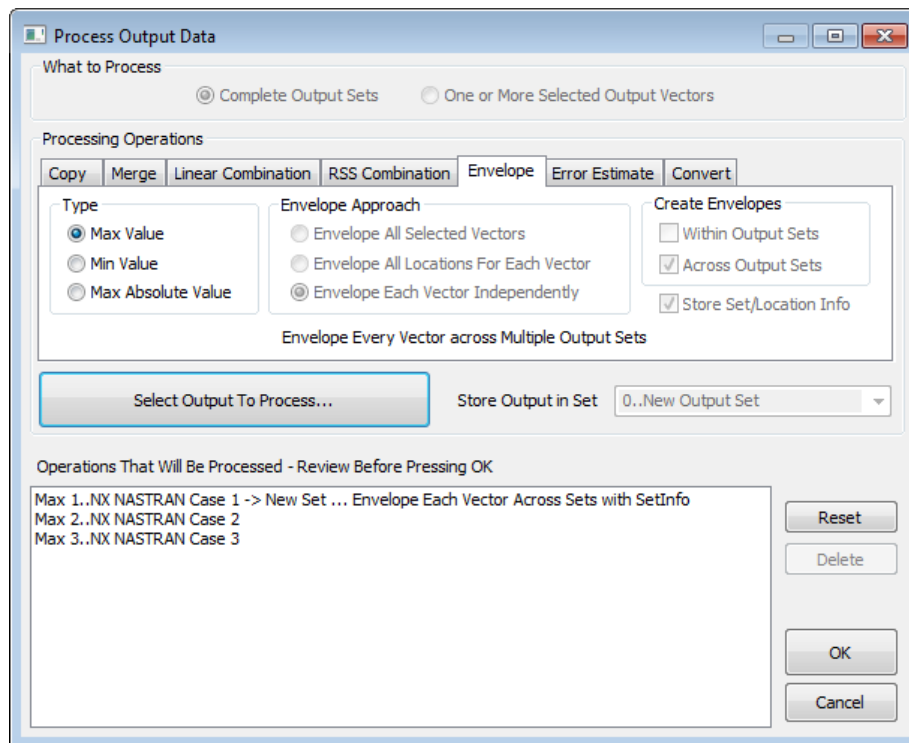 Process Output Data
What to Process
Complete Output Sets One or More Selected Output Vectors
Processing Operations
Copy Merge Linear Combination RSS Combination Envelope Error Estimate Convert
Type Envelope Approach Create Envelopes
Max Value Envelope All Selected Vectors Within Output Sets
Min Value Envelope All Locations For Each Vector Across Output Sets
Max Absolute Value Envelope Each Vector Independently Store Set/Location Info
Envelope Every Vector across Multiple Output Sets
Select Output To Process... Store Output in Set 0..New Output Set
Operations That Will Be Processed - Review Before Pressing OK
Max 1..NX NASTRAN Case 1 -> New Set ... Envelope Each Vector Across Sets with SetInfo
Max 2..NX NASTRAN Case 2
Max 3..NX NASTRAN Case 3
Reset
Delete
OK
Cancel